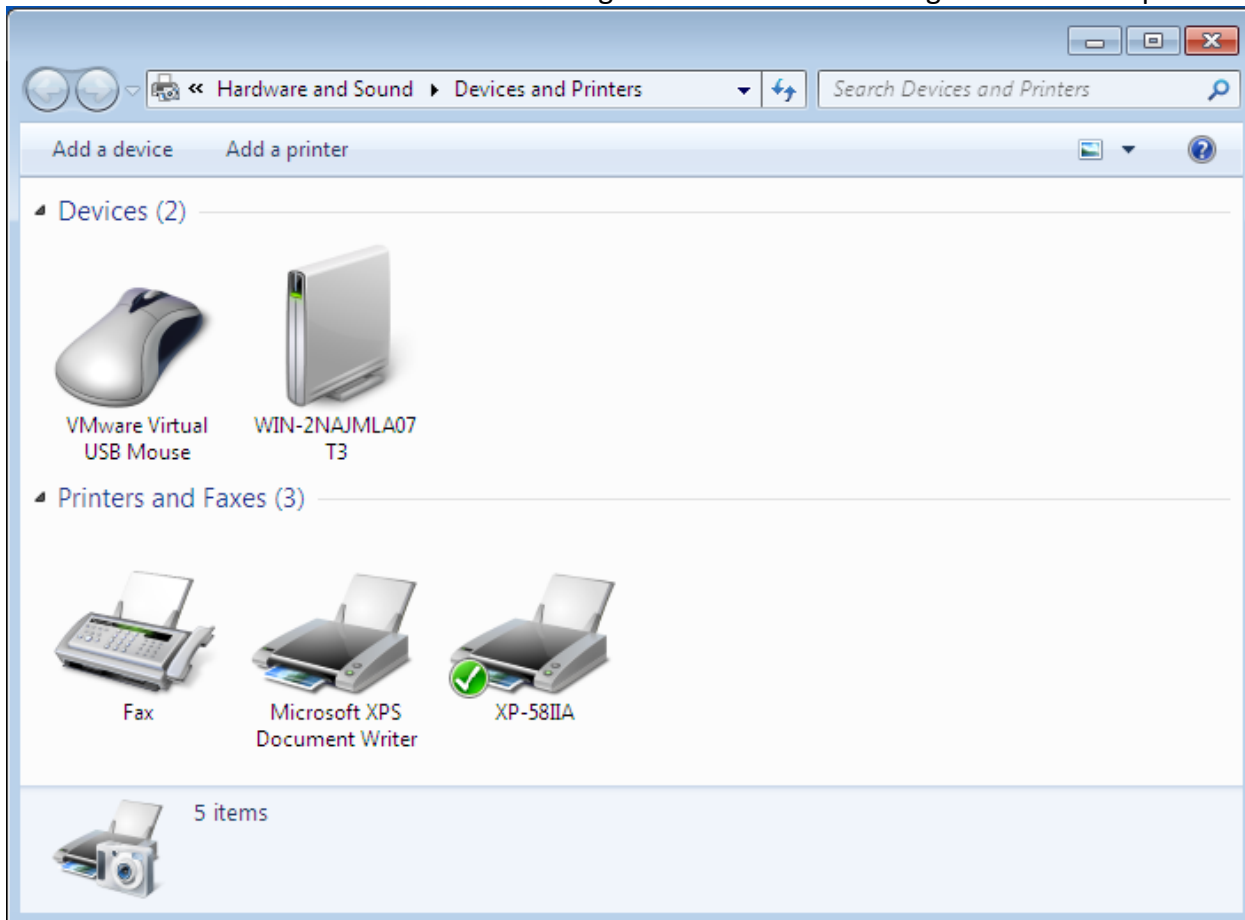 « Hardware and Sound ▸ Devices and Printers
Search Devices and Printers
Add a device Add a printer
Devices (2)
VMware Virtual
USB Mouse
WIN-2NAJMLA07
T3
Printers and Faxes (3)
Fax
Microsoft XPS
Document Writer
XP-58IIA
5 items